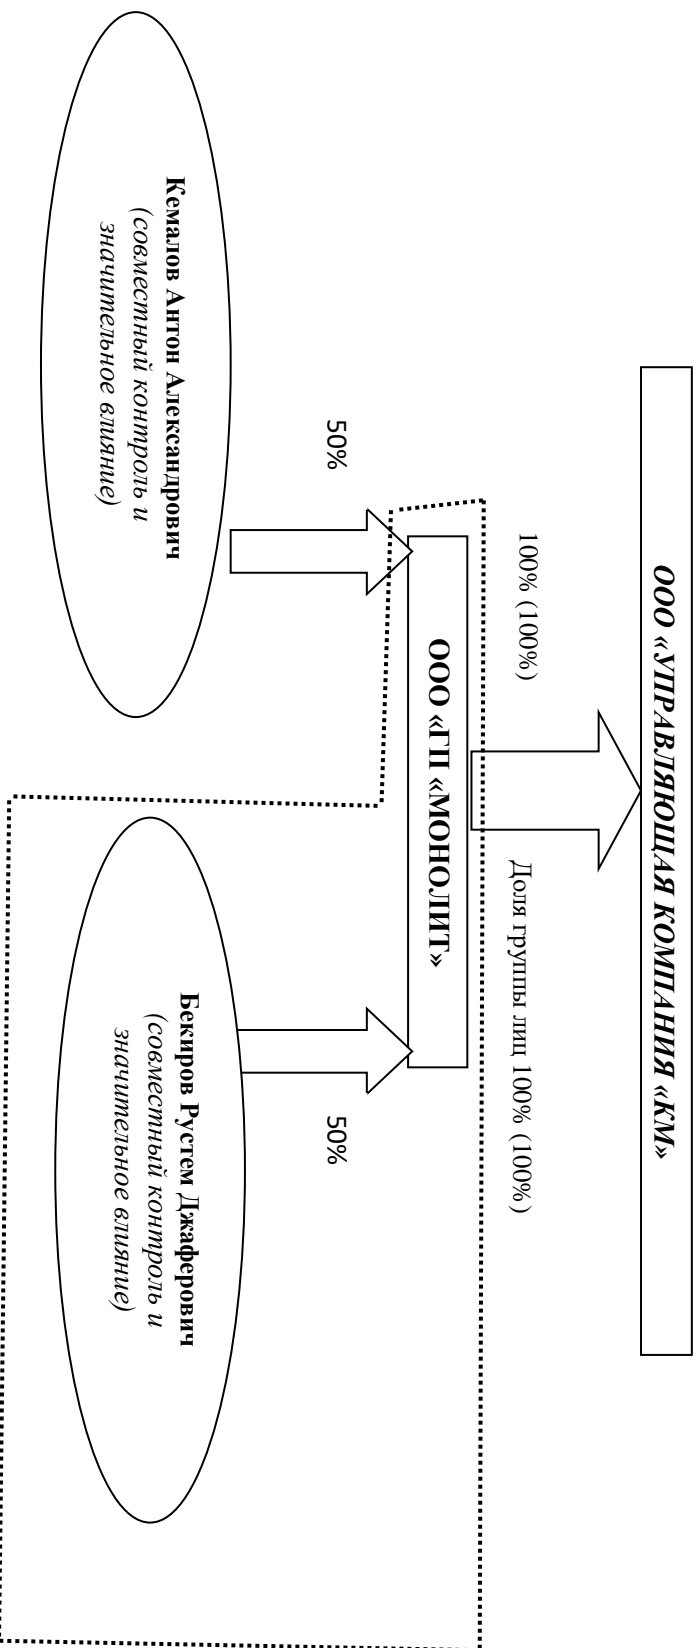 ООО «УПРАВЛЯЮЩАЯ КОМПАНИЯ «КМ»
100% (100%)
Доля группы лиц 100% (100%)
ООО «ГП «МОНОЛИТ»
50%
50%
Кемалов Антон Александрович
(совместный контроль и
значительное влияние)
Бекиров Рустем Джаферович
(совместный контроль и
значительное влияние)